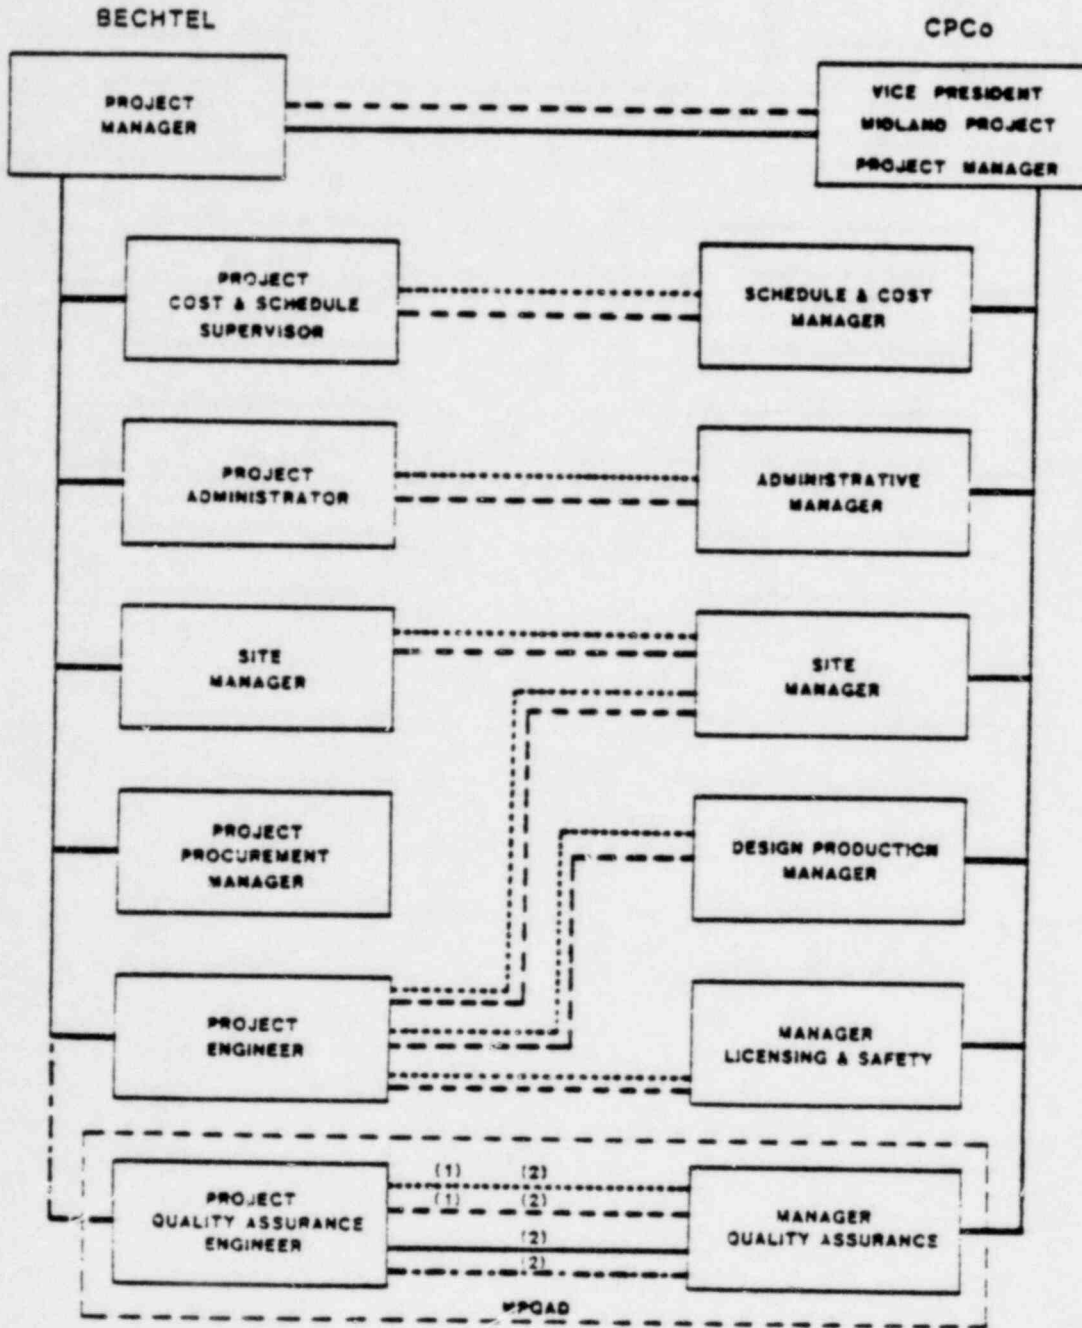 BECHTEL
CPCo
PROJECT
MANAGER
VICE PRESIDENT
MIDLAND PROJECT
PROJECT MANAGER
PROJECT
COST & SCHEDULE
SUPERVISOR
SCHEDULE & COST
MANAGER
PROJECT
ADMINISTRATOR
ADMINISTRATIVE
MANAGER
SITE
MANAGER
SITE
MANAGER
PROJECT
PROCUREMENT
MANAGER
DESIGN PRODUCTION
MANAGER
PROJECT
ENGINEER
MANAGER
LICENSING & SAFETY
PROJECT
QUALITY ASSURANCE
ENGINEER
(1) (2)
(1) (2)
(2)
(2)
MANAGER
QUALITY ASSURANCE
MPQAD